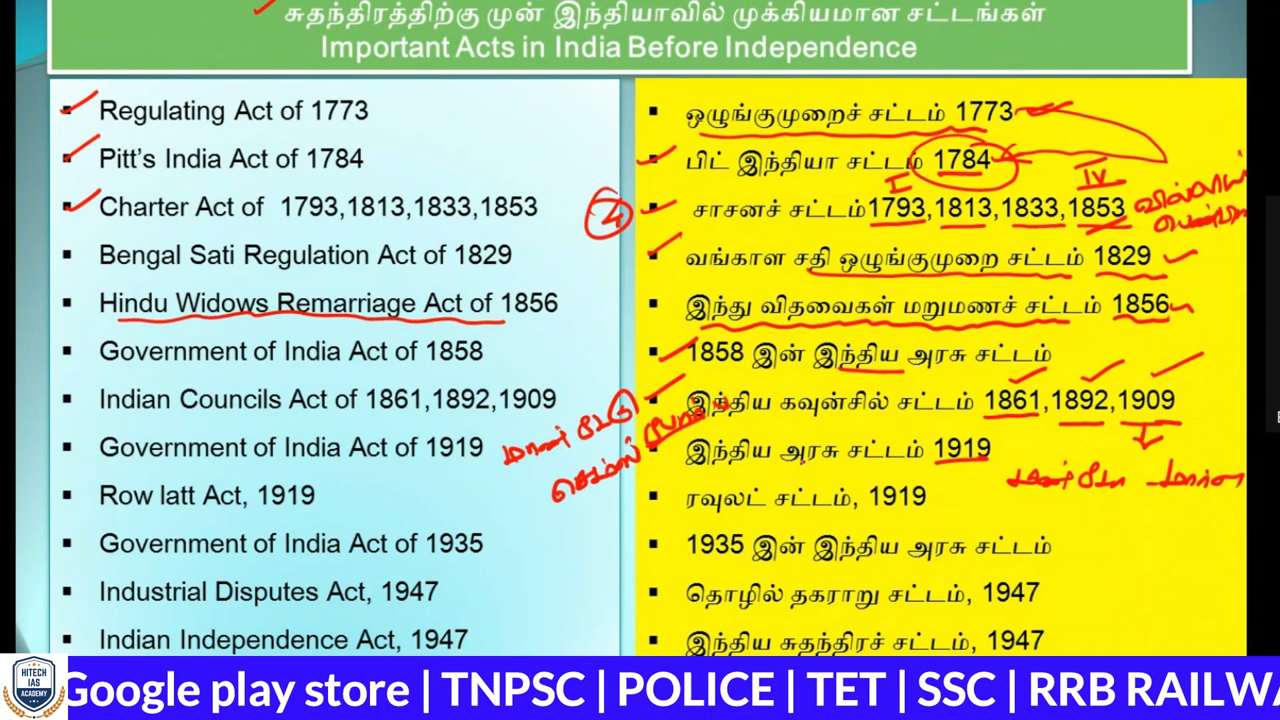 சுதந்திரத்திற்கு முன் இந்தியாவில் முக்கியமான சட்டங்கள்
Important Acts in India Before Independence
Regulating Act of 1773
Pitt's India Act of 1784
Charter Act of 1793,1813,1833,1853
Bengal Sati Regulation Act of 1829
Hindu Widows Remarriage Act of 1856
Government of India Act of 1858
Indian Councils Act of 1861,1892,1909
Government of India Act of 1919
Row latt Act, 1919
Government of India Act of 1935
Industrial Disputes Act, 1947
Indian Independence Act, 1947
ஒழுங்குமுறைச் சட்டம் 1773
பிட் இந்தியா சட்டம் 1784
I IV
4
சாசனச் சட்டம்1793,1813,1833,1853
வங்காள சதி ஒழுங்குமுறை சட்டம் 1829
இந்து விதவைகள் மறுமணச் சட்டம் 1856
1858 இன் இந்திய அரசு சட்டம்
இந்திய கவுன்சில் சட்டம் 1861,1892,1909
இந்திய அரசு சட்டம் 1919
ரவுலட் சட்டம், 1919
1935 இன் இந்திய அரசு சட்டம்
தொழில் தகராறு சட்டம், 1947
இந்திய சுதந்திரச் சட்டம், 1947
HITECH
IAS
ACADEMY
Google play store | TNPSC | POLICE | TET | SSC | RRB RAILWA